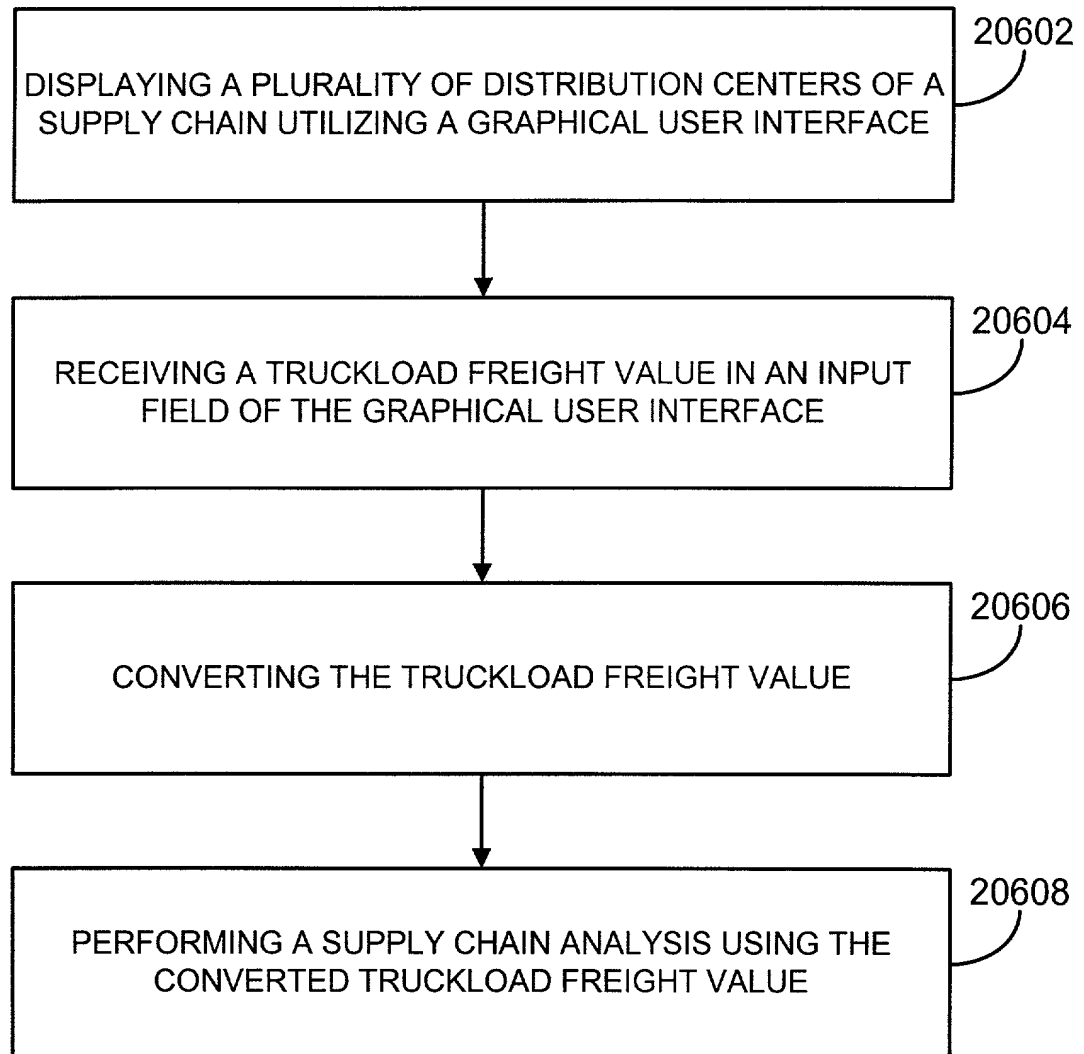 20602
DISPLAYING A PLURALITY OF DISTRIBUTION CENTERS OF A
SUPPLY CHAIN UTILIZING A GRAPHICAL USER INTERFACE
20604
RECEIVING A TRUCKLOAD FREIGHT VALUE IN AN INPUT
FIELD OF THE GRAPHICAL USER INTERFACE
20606
CONVERTING THE TRUCKLOAD FREIGHT VALUE
20608
PERFORMING A SUPPLY CHAIN ANALYSIS USING THE
CONVERTED TRUCKLOAD FREIGHT VALUE